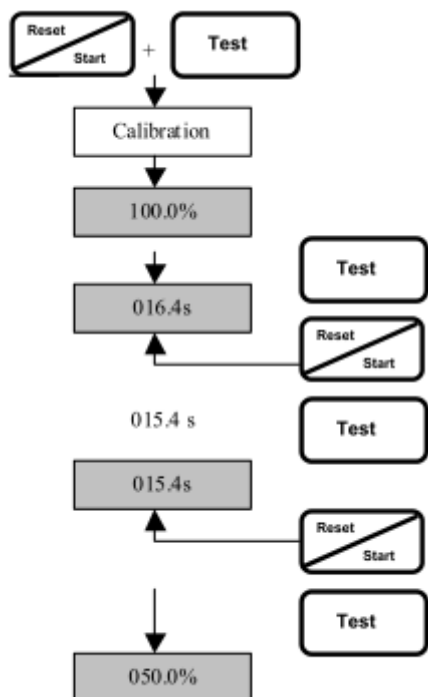 Reset
Start
+
Test
Calibration
100.0%
Test
016.4s
Reset
Start
015.4 s
Test
015.4s
Reset
Start
Test
050.0%